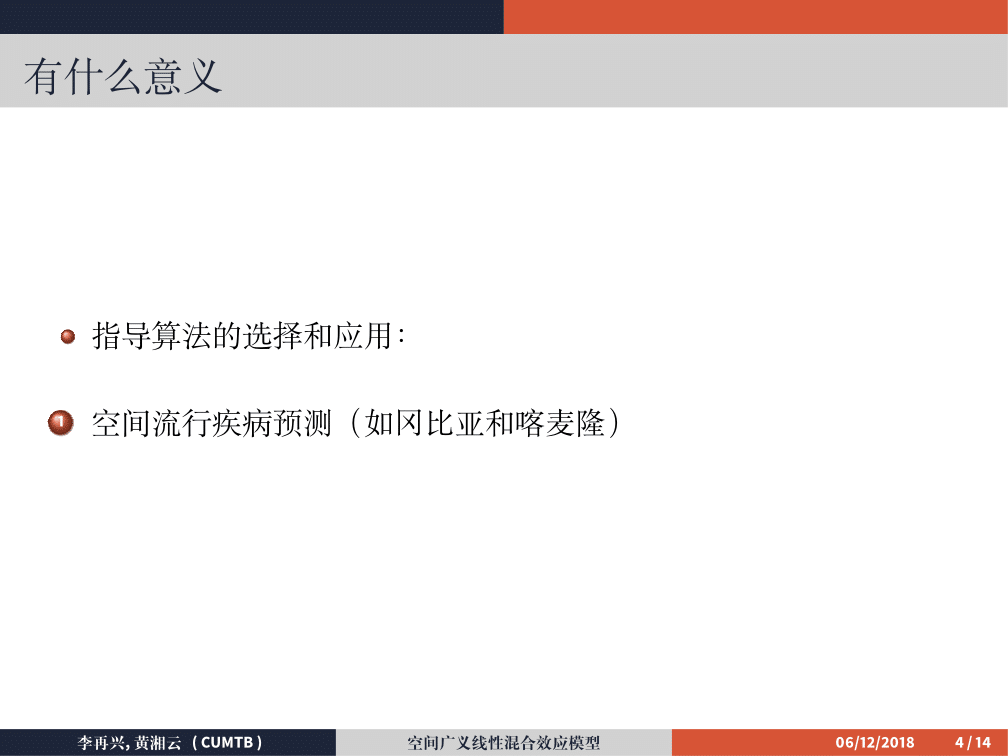 有什么意义
指导算法的选择和应用：
1 空间流行疾病预测（如冈比亚和喀麦隆）
李再兴, 黄湘云 ( CUMTB )
空间广义线性混合效应模型
06/12/2018
4 / 14